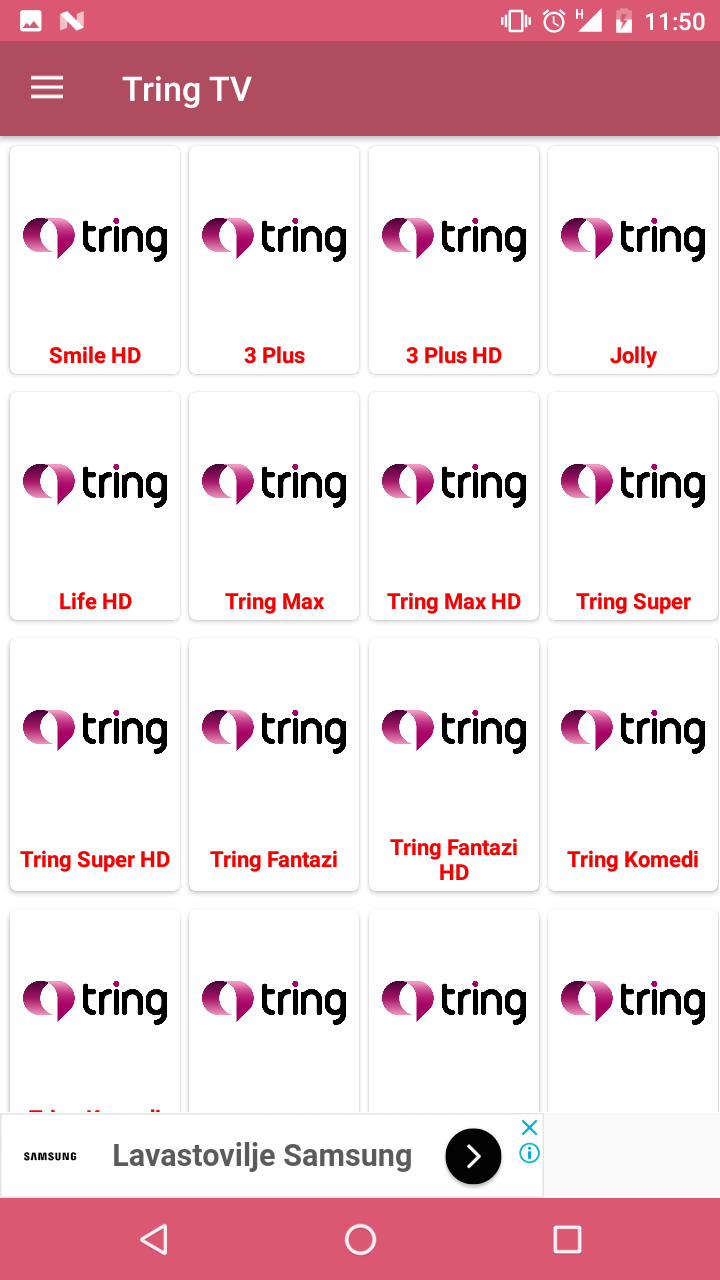 H 11:50
Tring TV
tring tring tring tring
Smile HD 3 Plus 3 Plus HD Jolly
tring tring tring tring
Life HD Tring Max Tring Max HD Tring Super
tring tring tring tring
Tring Super HD Tring Fantazi Tring Fantazi HD Tring Komedi
tring tring tring tring
SAMSUNG Lavastovilje Samsung